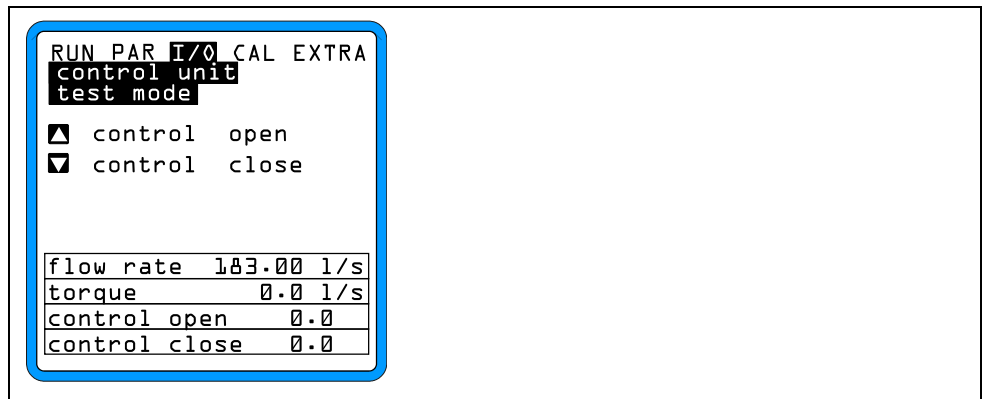 RUN PAR I/O CAL EXTRA
control unit
test mode
control open
control close
flow rate 183.00 l/s
torque 0.0 l/s
control open 0.0
control close 0.0